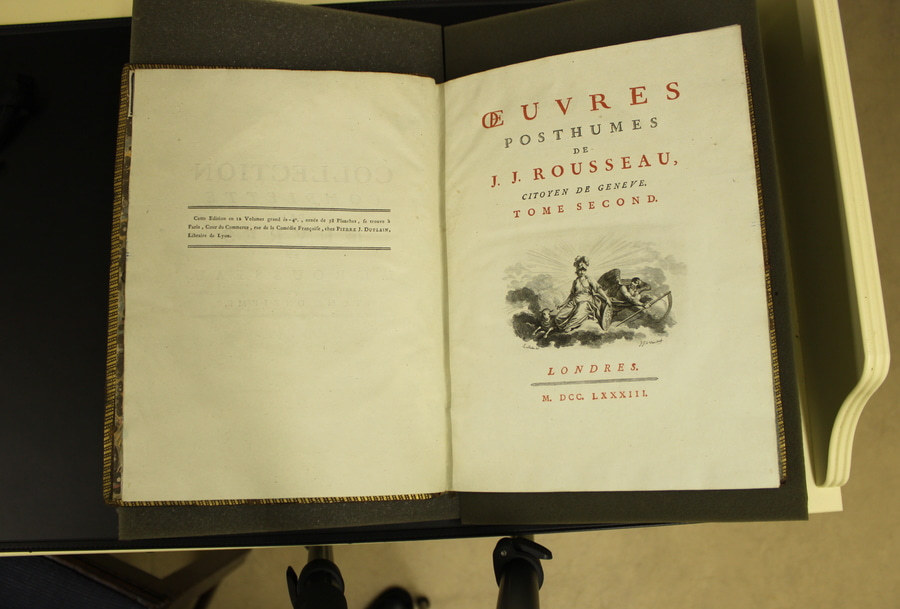 COLLECTION
Cette Edition en 12 Volumes grand in-4°., ornée de 38 Planches, se trouve à
Paris, Cour du Commerce, rue de la Comédie Françoise, chez PIERRE J. DUPLAIN,
Libraire de Lyon.
ŒUVRES
POSTHUMES
DE
J. J. ROUSSEAU,
CITOYEN DE GENEVE.
TOME SECOND.
LONDRES.
M. DCC. LXXXIII.